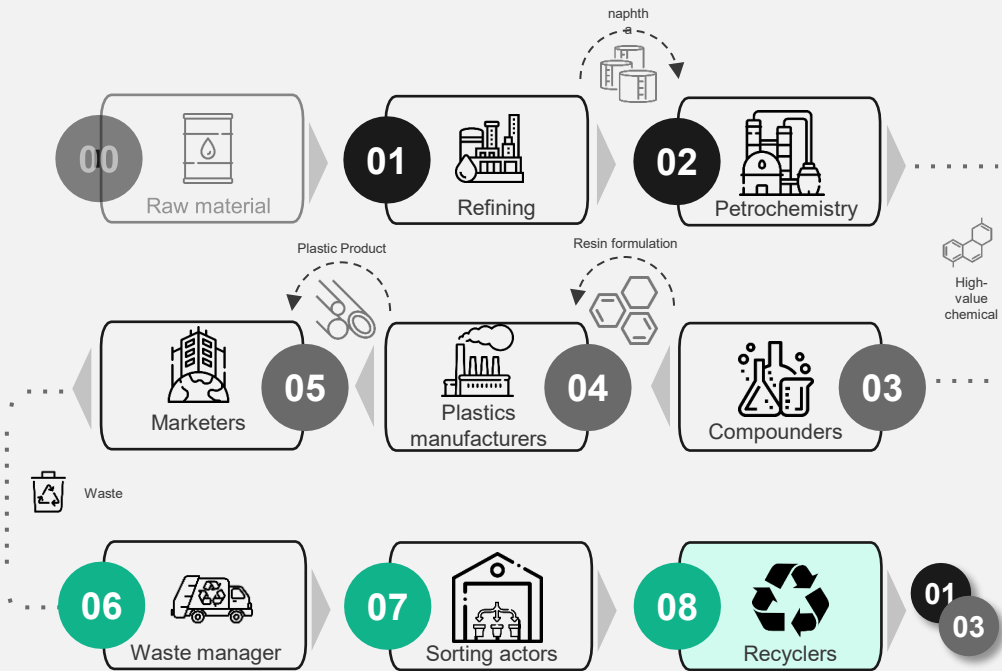 naphth
a
00
Raw material
01
Refining
02
Petrochemistry
High-
value
chemical
Plastic Product
Resin formulation
Marketers
05
Plastics
manufacturers
04
Compounders
03
Waste
06
Waste manager
07
Sorting actors
08
Recyclers
01
03